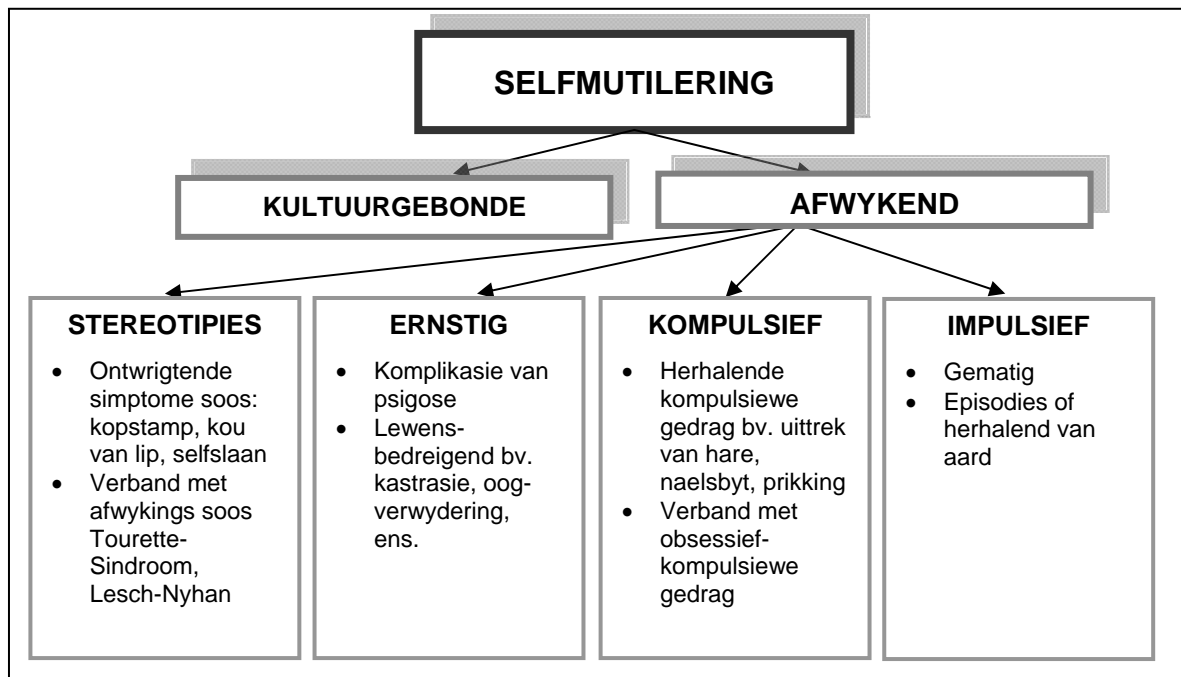 SELFMUTILERING
KULTUURGEBONDE
AFWYKEND
STEREOTIPIES
• Ontwrigtende
simptome soos:
kopstamp, kou
van lip, selfslaan
• Verband met
afwykings soos
Tourette-
Sindroom,
Lesch-Nyhan
ERNSTIG
• Komplikasie van
psigose
• Lewens-
bedreigend bv.
kastrasie, oog-
verwydering,
ens.
KOMPULSIEF
• Herhalende
kompulsiewe
gedrag bv. uittrek
van hare,
naelsbyt, prikking
• Verband met
obsessief-
kompulsiewe
gedrag
IMPULSIEF
• Gematig
• Episodies of
herhalend van
aard